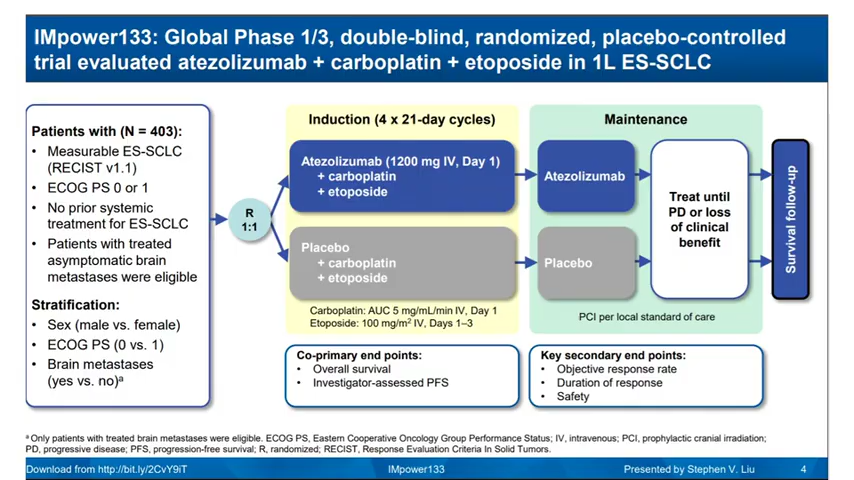 IMpower133: Global Phase 1/3, double-blind, randomized, placebo-controlled
trial evaluated atezolizumab + carboplatin + etoposide in 1L ES-SCLC
Patients with (N = 403):
• Measurable ES-SCLC
(RECIST v1.1)
• ECOG PS 0 or 1
• No prior systemic
treatment for ES-SCLC
• Patients with treated
asymptomatic brain
metastases were eligible
Stratification:
• Sex (male vs. female)
• ECOG PS (0 vs. 1)
• Brain metastases
(yes vs. no)ᵃ
R
1:1
Induction (4 x 21-day cycles)
Atezolizumab (1200 mg IV, Day 1)
+ carboplatin
+ etoposide
Placebo
+ carboplatin
+ etoposide
Carboplatin: AUC 5 mg/mL/min IV, Day 1
Etoposide: 100 mg/m² IV, Days 1–3
Maintenance
Atezolizumab
Placebo
Treat until
PD or loss
of clinical
benefit
PCI per local standard of care
Survival follow-up
Co-primary end points:
• Overall survival
• Investigator-assessed PFS
Key secondary end points:
• Objective response rate
• Duration of response
• Safety
ᵃ Only patients with treated brain metastases were eligible. ECOG PS, Eastern Cooperative Oncology Group Performance Status; IV, intravenous; PCI, prophylactic cranial irradiation;
PD, progressive disease; PFS, progression-free survival; R, randomized; RECIST, Response Evaluation Criteria In Solid Tumors.
Download from http://bit.ly/2CvY9iT
IMpower133
Presented by Stephen V. Liu
4